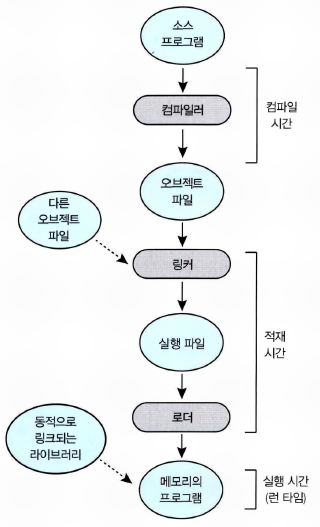 소스
프로그램
컴파일러
컴파일
시간
오브젝트
파일
다른
오브젝트
파일
링커
실행 파일
적재
시간
로더
동적으로
링크되는
라이브러리
메모리의
프로그램
실행 시간
(런 타임)